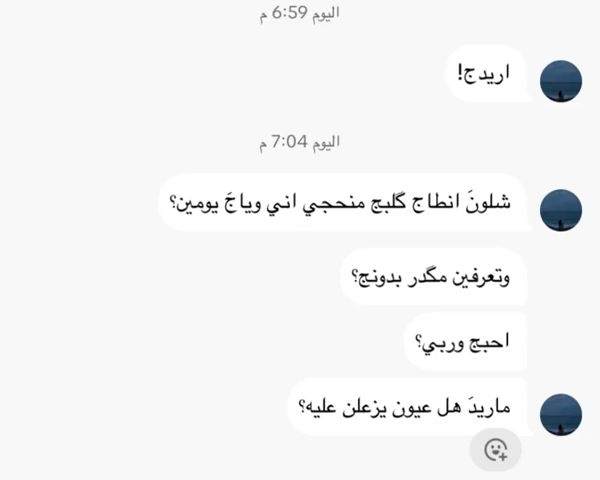 اليوم 6:59 م
اريدج!
اليوم 7:04 م
شلونَ انطاج گلبج منحجي اني وياجَ يومين؟
وتعرفين مگدر بدونج؟
احبج وربي؟
ماريدَ هل عيون يزعلن عليه؟